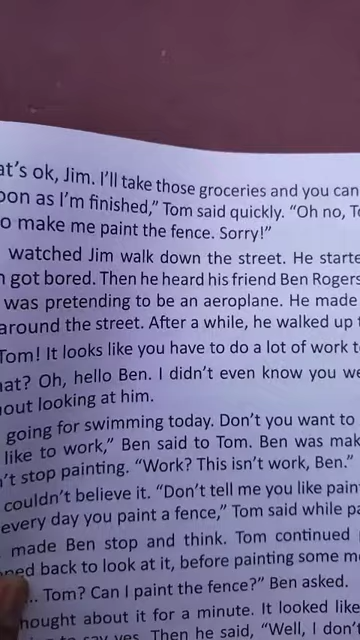 at's ok, Jim. I'll take those groceries and you can
oon as I'm finished," Tom said quickly. "Oh no, To
o make me paint the fence. Sorry!"
watched Jim walk down the street. He starte
n got bored. Then he heard his friend Ben Rogers
was pretending to be an aeroplane. He made
around the street. After a while, he walked up
Tom! It looks like you have to do a lot of work t
hat? Oh, hello Ben. I didn't even know you we
out looking at him.
going for swimming today. Don't you want to
like to work," Ben said to Tom. Ben was mak
n't stop painting. "Work? This isn't work, Ben."
couldn't believe it. "Don't tell me you like pain
every day you paint a fence," Tom said while pa
made Ben stop and think. Tom continued
ped back to look at it, before painting some m
... Tom? Can I paint the fence?" Ben asked.
hought about it for a minute. It looked like
to say yes. Then he said, "Well, I don't